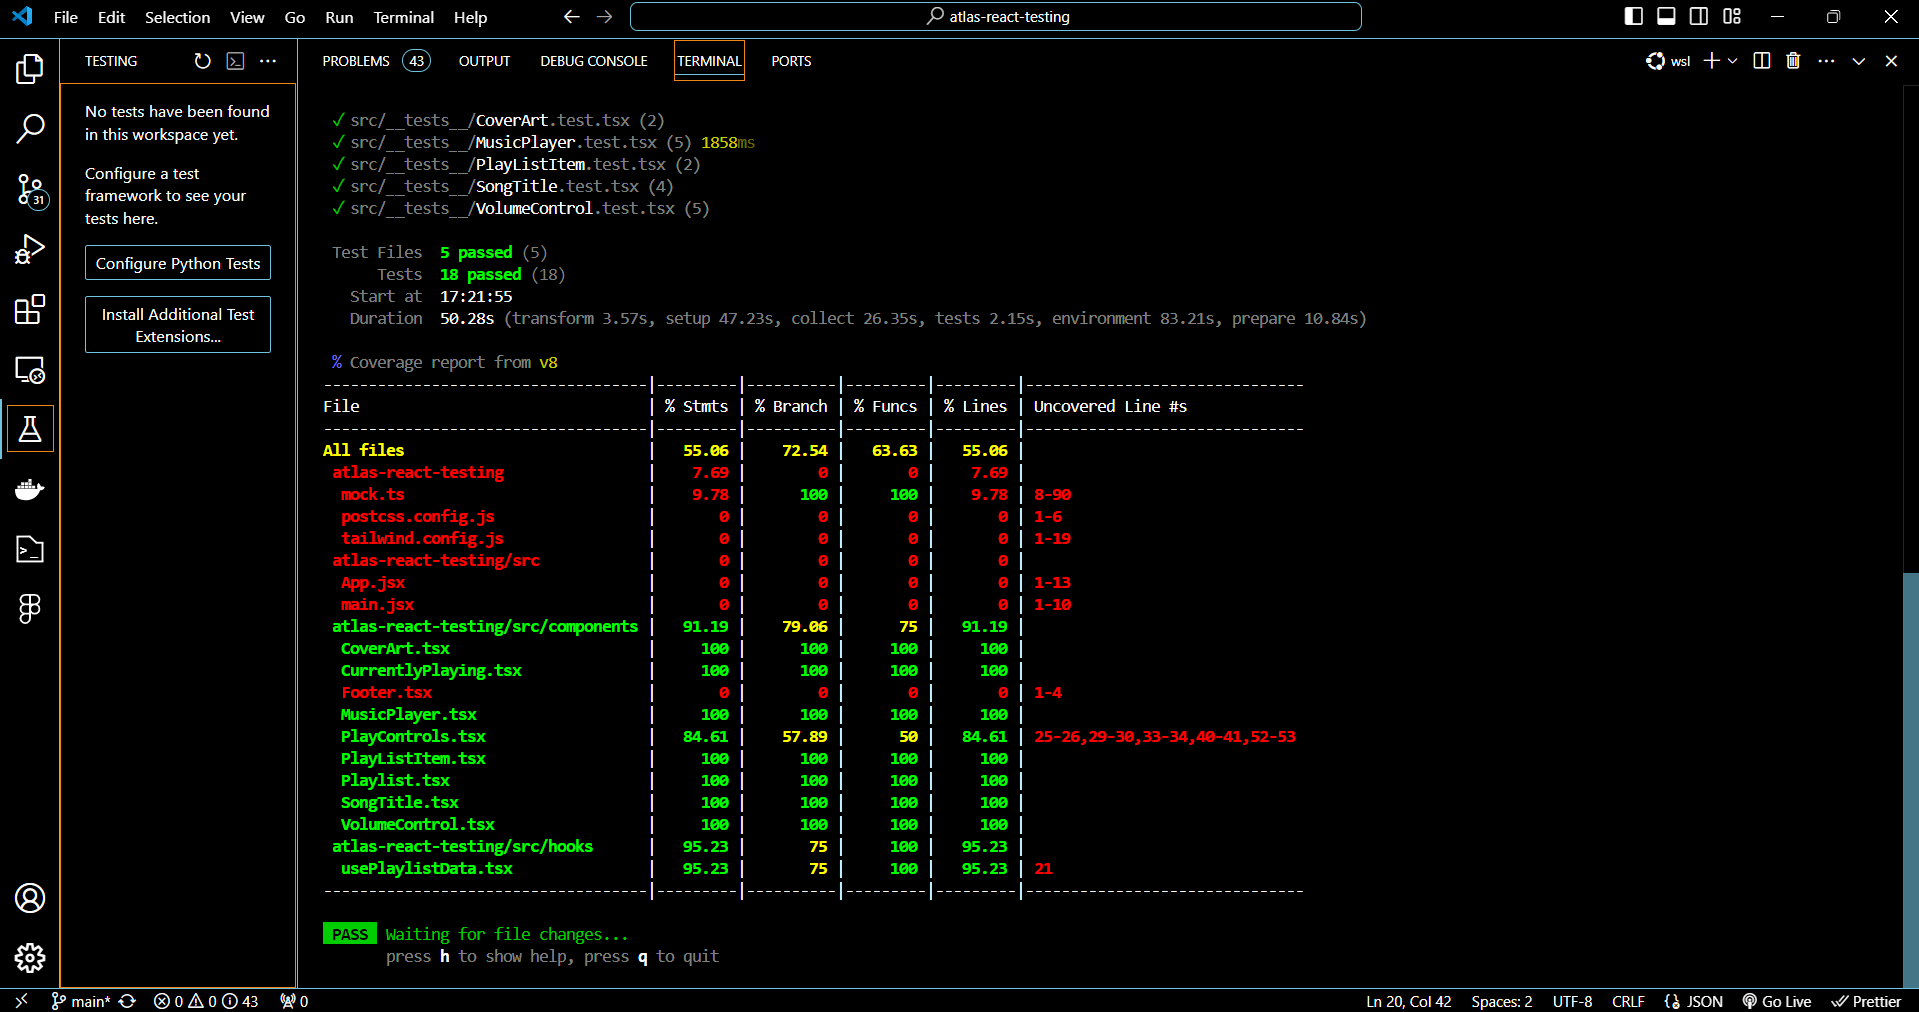 File Edit Selection View Go Run Terminal Help
atlas-react-testing
TESTING
No tests have been found
in this workspace yet.
Configure a test
framework to see your
tests here.
Configure Python Tests
Install Additional Test
Extensions...
31
PROBLEMS 43 OUTPUT DEBUG CONSOLE TERMINAL PORTS
wsl
✓ src/__tests__/CoverArt.test.tsx (2)
✓ src/__tests__/MusicPlayer.test.tsx (5) 1858ms
✓ src/__tests__/PlayListItem.test.tsx (2)
✓ src/__tests__/SongTitle.test.tsx (4)
✓ src/__tests__/VolumeControl.test.tsx (5)
Test Files 5 passed (5)
Tests 18 passed (18)
Start at 17:21:55
Duration 50.28s (transform 3.57s, setup 47.23s, collect 26.35s, tests 2.15s, environment 83.21s, prepare 10.84s)
% Coverage report from v8
------------------------------------|---------|----------|---------|---------|-------------------------------
File | % Stmts | % Branch | % Funcs | % Lines | Uncovered Line #s
------------------------------------|---------|----------|---------|---------|-------------------------------
All files | 55.06 | 72.54 | 63.63 | 55.06 |
atlas-react-testing | 7.69 | 0 | 0 | 7.69 |
mock.ts | 9.78 | 100 | 100 | 9.78 | 8-90
postcss.config.js | 0 | 0 | 0 | 0 | 1-6
tailwind.config.js | 0 | 0 | 0 | 0 | 1-19
atlas-react-testing/src | 0 | 0 | 0 | 0 |
App.jsx | 0 | 0 | 0 | 0 | 1-13
main.jsx | 0 | 0 | 0 | 0 | 1-10
atlas-react-testing/src/components | 91.19 | 79.06 | 75 | 91.19 |
CoverArt.tsx | 100 | 100 | 100 | 100 |
CurrentlyPlaying.tsx | 100 | 100 | 100 | 100 |
Footer.tsx | 0 | 0 | 0 | 0 | 1-4
MusicPlayer.tsx | 100 | 100 | 100 | 100 |
PlayControls.tsx | 84.61 | 57.89 | 50 | 84.61 | 25-26,29-30,33-34,40-41,52-53
PlayListItem.tsx | 100 | 100 | 100 | 100 |
Playlist.tsx | 100 | 100 | 100 | 100 |
SongTitle.tsx | 100 | 100 | 100 | 100 |
VolumeControl.tsx | 100 | 100 | 100 | 100 |
atlas-react-testing/src/hooks | 95.23 | 75 | 100 | 95.23 |
usePlaylistData.tsx | 95.23 | 75 | 100 | 95.23 | 21
------------------------------------|---------|----------|---------|---------|-------------------------------
PASS Waiting for file changes...
press h to show help, press q to quit
main* 0 0 43 0 Ln 20, Col 42 Spaces: 2 UTF-8 CRLF JSON Go Live Prettier